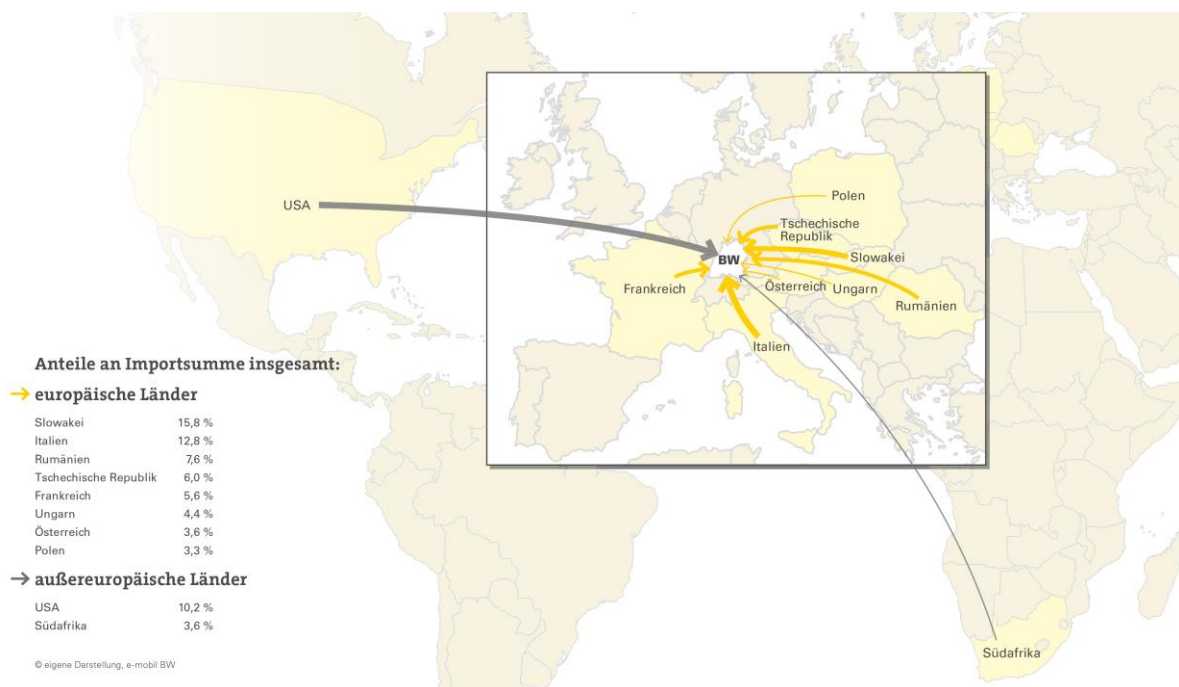 USA
Polen
Tschechische
Republik
BW
Slowakei
Frankreich
Österreich
Ungarn
Rumänien
Italien
Anteile an Importsumme insgesamt:
→ europäische Länder
Slowakei 15,8 %
Italien 12,8 %
Rumänien 7,6 %
Tschechische Republik 6,0 %
Frankreich 5,6 %
Ungarn 4,4 %
Österreich 3,6 %
Polen 3,3 %
→ außereuropäische Länder
USA 10,2 %
Südafrika 3,6 %
Südafrika
© eigene Darstellung, e-mobil BW